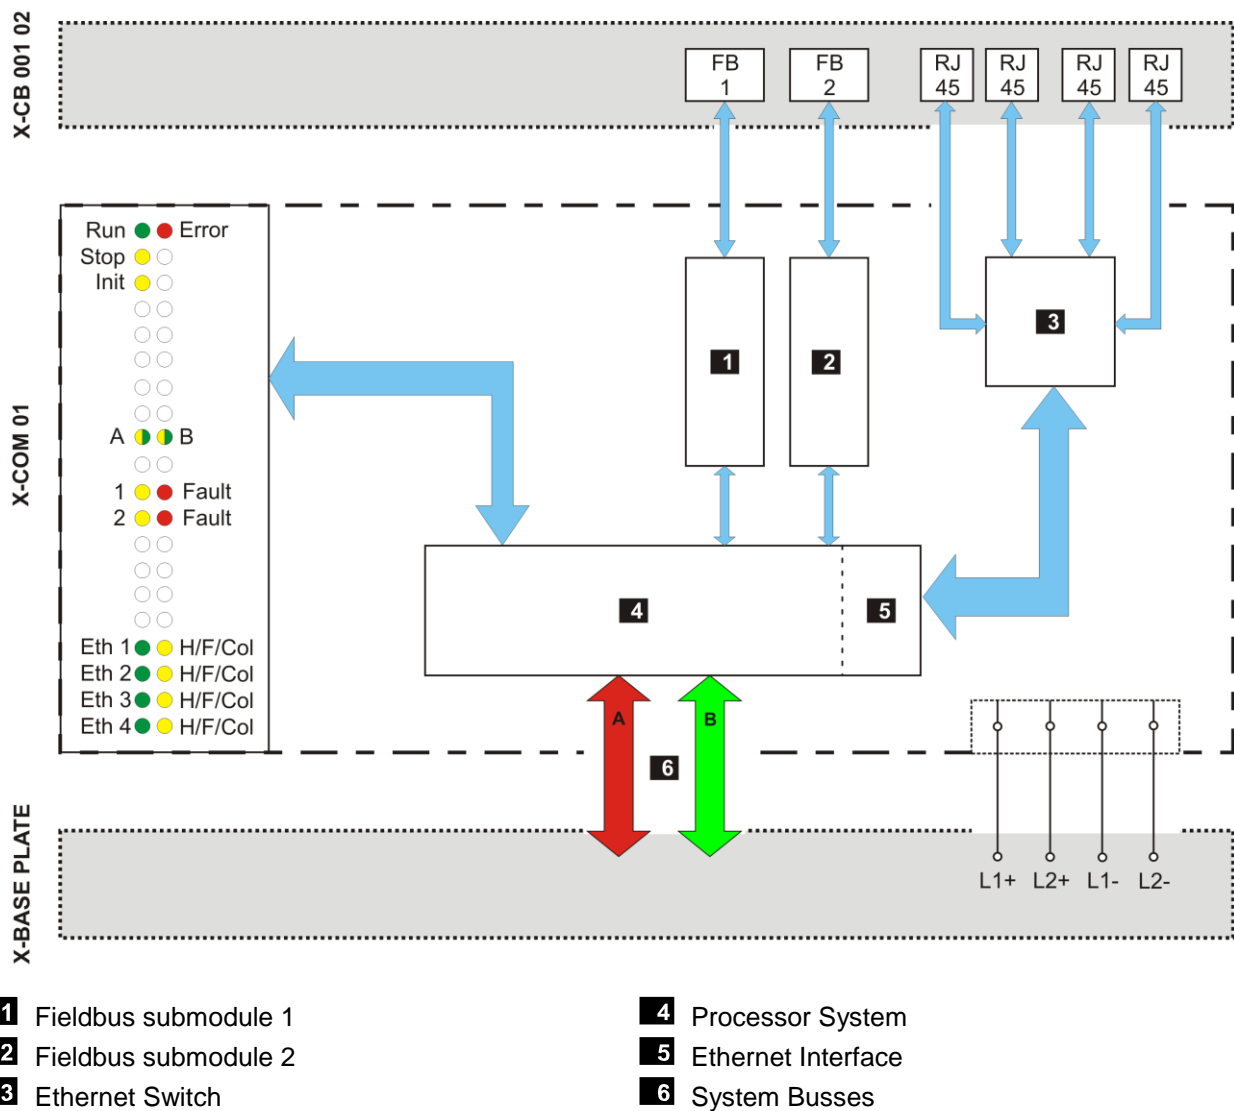 X-CB 001 02
FB 1
FB 2
RJ 45
RJ 45
RJ 45
RJ 45
X-COM 01
Run Error
Stop
Init
A B
1 Fault
2 Fault
Eth 1 H/F/Col
Eth 2 H/F/Col
Eth 3 H/F/Col
Eth 4 H/F/Col
1
2
3
4
5
A
B
6
X-BASE PLATE
L1+ L2+ L1- L2-
1 Fieldbus submodule 1
2 Fieldbus submodule 2
3 Ethernet Switch
4 Processor System
5 Ethernet Interface
6 System Busses